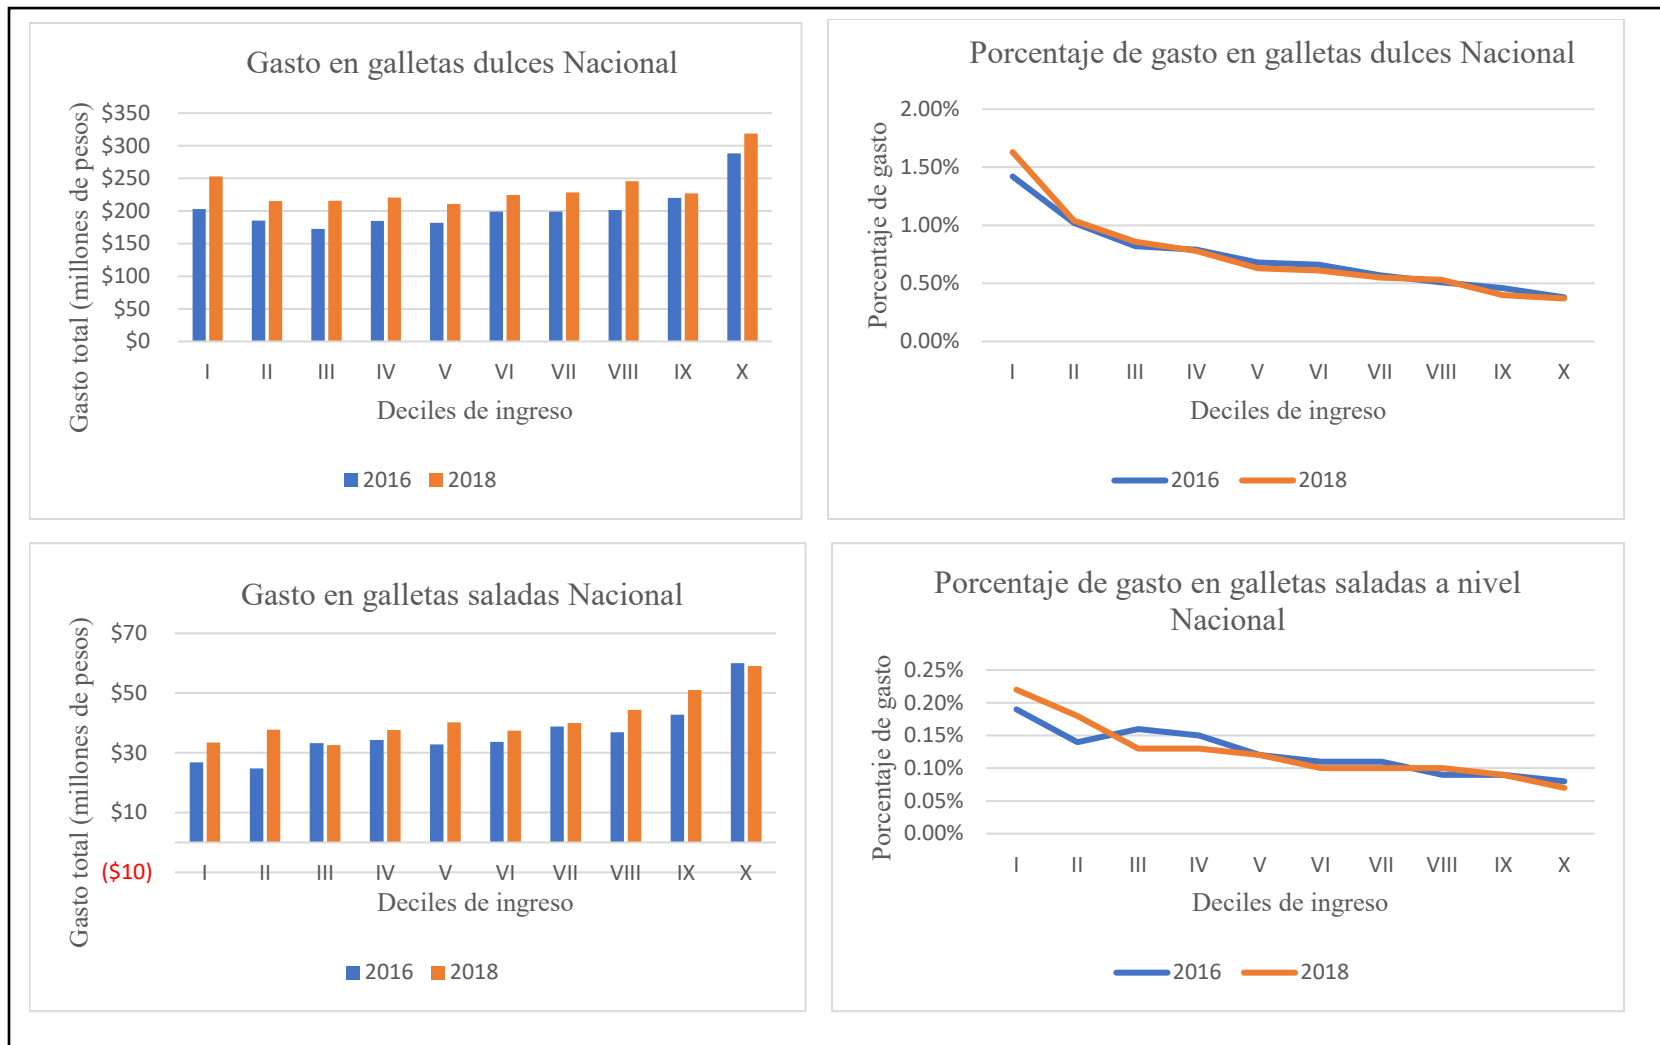 Gasto en galletas dulces Nacional
Gasto total (millones de pesos)
$350
$300
$250
$200
$150
$100
$50
$0
I II III IV V VI VII VIII IX X
Deciles de ingreso
2016 2018
Porcentaje de gasto en galletas dulces Nacional
Porcentaje de gasto
2.00%
1.50%
1.00%
0.50%
0.00%
I II III IV V VI VII VIII IX X
Deciles de ingreso
2016 2018
Gasto en galletas saladas Nacional
Gasto total (millones de pesos)
$70
$50
$30
$10
($10)
I II III IV V VI VII VIII IX X
Deciles de ingreso
2016 2018
Porcentaje de gasto en galletas saladas a nivel
Nacional
Porcentaje de gasto
0.25%
0.20%
0.15%
0.10%
0.05%
0.00%
I II III IV V VI VII VIII IX X
Deciles de ingreso
2016 2018